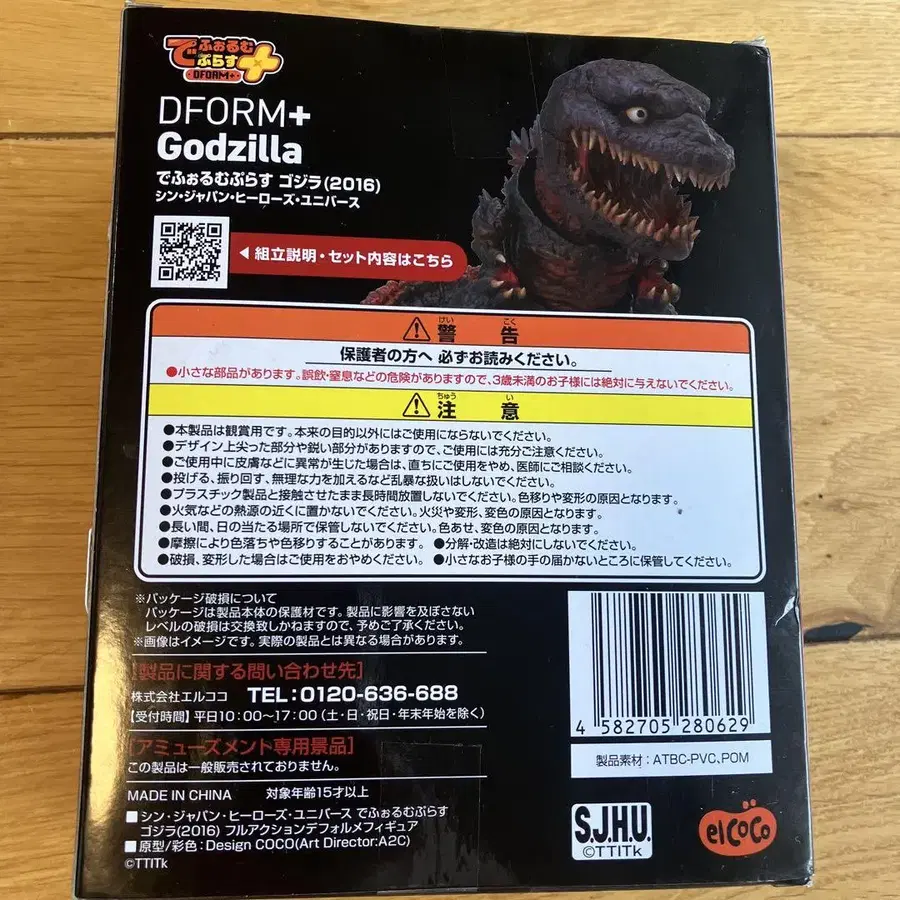 でふぉるむ
ぷらす+
DFORM+
DFORM+
Godzilla
でふぉるむぷらす ゴジラ(2016)
シン・ジャパン・ヒーローズ・ユニバース
◀ 組立説明・セット内容はこちら
⚠警告
けい こく
保護者の方へ 必ずお読みください。
●小さな部品があります。誤飲・窒息などの危険がありますので、3歳未満のお子様には絶対に与えないでください。
⚠注意
ちゅう い
●本製品は観賞用です。本来の目的以外にはご使用にならないでください。
●デザイン上尖った部分や鋭い部分がありますので、ご使用には充分ご注意ください。
●ご使用中に皮膚などに異常が生じた場合は、直ちにご使用をやめ、医師にご相談ください。
●投げる、振り回す、無理な力を加えるなど乱暴な扱いはしないでください。
●プラスチック製品と接触させたまま長時間放置しないでください。色移りや変形の原因となります。
●火気などの熱源の近くに置かないでください。火災や変形、変色の原因となります。
●長い間、日の当たる場所で保管しないでください。色あせ、変色の原因となります。
●摩擦により色落ちや色移りすることがあります。 ●分解・改造は絶対にしないでください。
●破損、変形した場合はご使用をおやめください。 ●小さなお子様の手の届かないところに保管してください。
※パッケージ破損について
パッケージは製品本体の保護材です。製品に影響を及ぼさない
レベルの破損は交換致しかねますので、予めご了承ください。
※画像はイメージです。実際の製品とは異なる場合があります。
[製品に関する問い合わせ先]
株式会社エルココ TEL:0120-636-688
【受付時間】平日10:00～17:00(土・日・祝日・年末年始を除く)
[アミューズメント専用景品]
この製品は一般販売されておりません。
MADE IN CHINA 対象年齢15才以上
■シン・ジャパン・ヒーローズ・ユニバース でふぉるむぷらす
ゴジラ(2016) フルアクションデフォルメフィギュア
■原型/彩色:Design COCO(Art Director:A2C)
©TTITk
4 582705 280629
製品素材:ATBC-PVC、POM
S.J.H.U.
©TTITk
elcoco